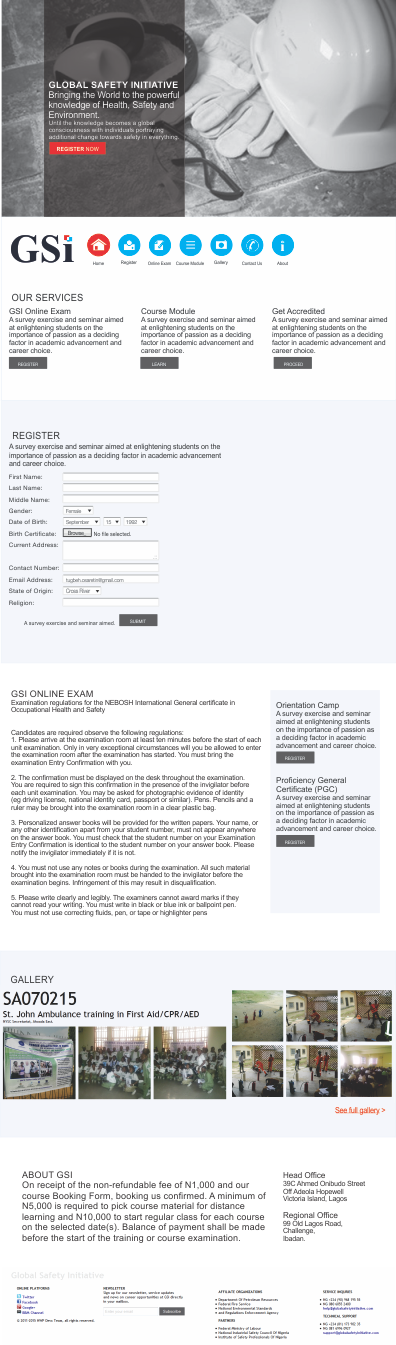 GLOBAL SAFETY INITIATIVE
Bringing the World to the powerful
knowledge of Health, Safety and
Environment.
Until the knowledge becomes a global
consciousness with individuals portraying
additional change towards safety in everything.
REGISTER NOW
GSi
Home
Register
Online Exam
Course Module
Gallery
Contact Us
About
OUR SERVICES
GSI Online Exam
A survey exercise and seminar aimed
at enlightening students on the
importance of passion as a deciding
factor in academic advancement and
career choice.
REGISTER
Course Module
A survey exercise and seminar aimed
at enlightening students on the
importance of passion as a deciding
factor in academic advancement and
career choice.
LEARN
Get Accredited
A survey exercise and seminar aimed
at enlightening students on the
importance of passion as a deciding
factor in academic advancement and
career choice.
PROCEED
REGISTER
A survey exercise and seminar aimed at enlightening students on the
importance of passion as a deciding factor in academic advancement
and career choice.
First Name:
Last Name:
Middle Name:
Gender: Female
Date of Birth: September 15 1992
Birth Certificate: Browse_ No file selected.
Current Address:
Contact Number:
Email Address:
State of Origin: Cross River
Religion:
A survey exercise and seminar aimed. SUBMIT
GSI ONLINE EXAM
Examination regulations for the NEBOSH International General certificate in
Occupational Health and Safety
Candidates are required observe the following regulations:
1. Please arrive at the examination room at least ten minutes before the start of each
unit examination. Only in very exceptional circumstances will you be allowed to enter
the examination room after the examination has started. You must bring the
examination Entry Confirmation with you.
2. The confirmation must be displayed on the desk throughout the examination.
You are required to sign this confirmation in the presence of the invigilator before
each unit examination. You may be asked for photographic evidence of identity
(eg driving license, national identity card, passport or similar). Pens. Pencils and a
ruler may be brought into the examination room in a clear plastic bag.
3. Personalized answer books will be provided for the written papers. Your name, or
any other identification apart from your student number, must not appear anywhere
on the answer book. You must check that the student number on your Examination
Entry Confirmation is identical to the student number on your answer book. Please
notify the invigilator immediately if it is not.
4. You must not use any notes or books during the examination. All such material
brought into the examination room must be handed to the invigilator before the
examination begins. Infringement of this may result in disqualification.
5. Please write clearly and legibly. The examiners cannot award marks if they
cannot read your writing. You must write in black or blue ink or ballpoint pen.
You must not use correcting fluids, pen, or tape or highlighter pens
Orientation Camp
A survey exercise and seminar
aimed at enlightening students
on the importance of passion as
a deciding factor in academic
advancement and career choice.
REGISTER
Proficiency General
Certificate (PGC)
A survey exercise and seminar
aimed at enlightening students
on the importance of passion as
a deciding factor in academic
advancement and career choice.
REGISTER
GALLERY
SA070215
St. John Ambulance training in First Aid/CPR/AED
See full gallery >
ABOUT GSI
On receipt of the non-refundable fee of N1,000 and our
course Booking Form, booking us confirmed. A minimum of
N5,000 is required to pick course material for distance
learning and N10,000 to start regular class for each course
on the selected date(s). Balance of payment shall be made
before the start of the training or course examination.
Head Office
39C Ahmed Onibudo Street
Off Adeola Hopewell
Victoria Island, Lagos
Regional Office
99 Old Lagos Road,
Challenge,
Ibadan.
Global Safety Initiative
ONLINE PLATFORMS
Twitter
Facebook
Google+
BBM Channel
NEWSLETTER
Sign up for our newsletter, service updates
and news on career opportunities at GSI directly
in your mailbox.
Subscribe
AFFILIATE ORGANIZATIONS
Department Of Petroleum Resources
Federal Fire Service
National Environmental Standards
and Regulations Enforcement Agency
PARTNERS
Federal Ministry of Labour
National Industrial Safety Council Of Nigeria
Institute of Safety Professionals Of Nigeria
SERVICE INQUIRIES
TECHNICAL SUPPORT